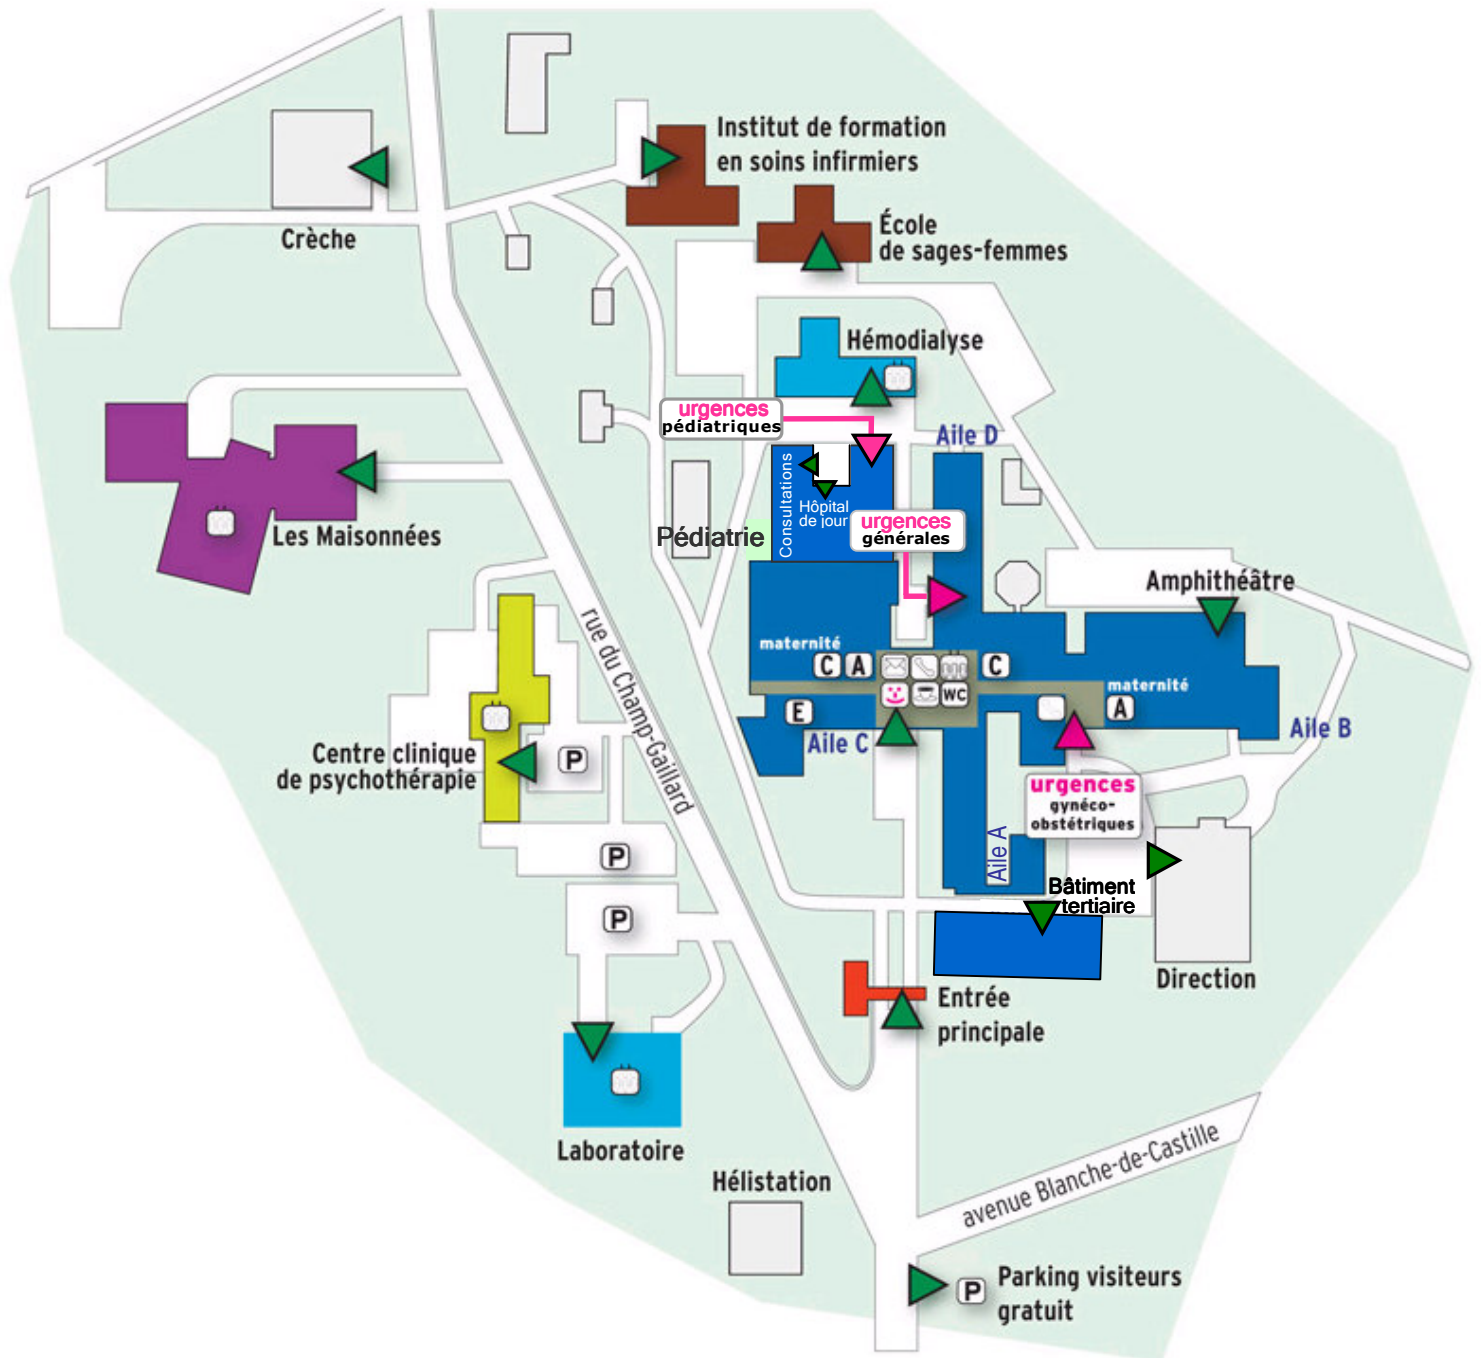 Institut de formation
en soins infirmiers
Crèche
École
de sages-femmes
Hémodialyse
urgences
pédiatriques
Aile D
Consultations
Hôpital
de jour
urgences
générales
Pédiatrie
Les Maisonnées
Amphithéâtre
rue du Champ-Gaillard
maternité
C
A
C
WC
maternité
E
A
Aile C
Aile B
Centre clinique
de psychothérapie
P
urgences
gynéco-
obstétriques
Aile A
P
Bâtiment
tertiaire
P
Direction
Entrée
principale
Laboratoire
Hélistation
avenue Blanche-de-Castille
P
Parking visiteurs
gratuit